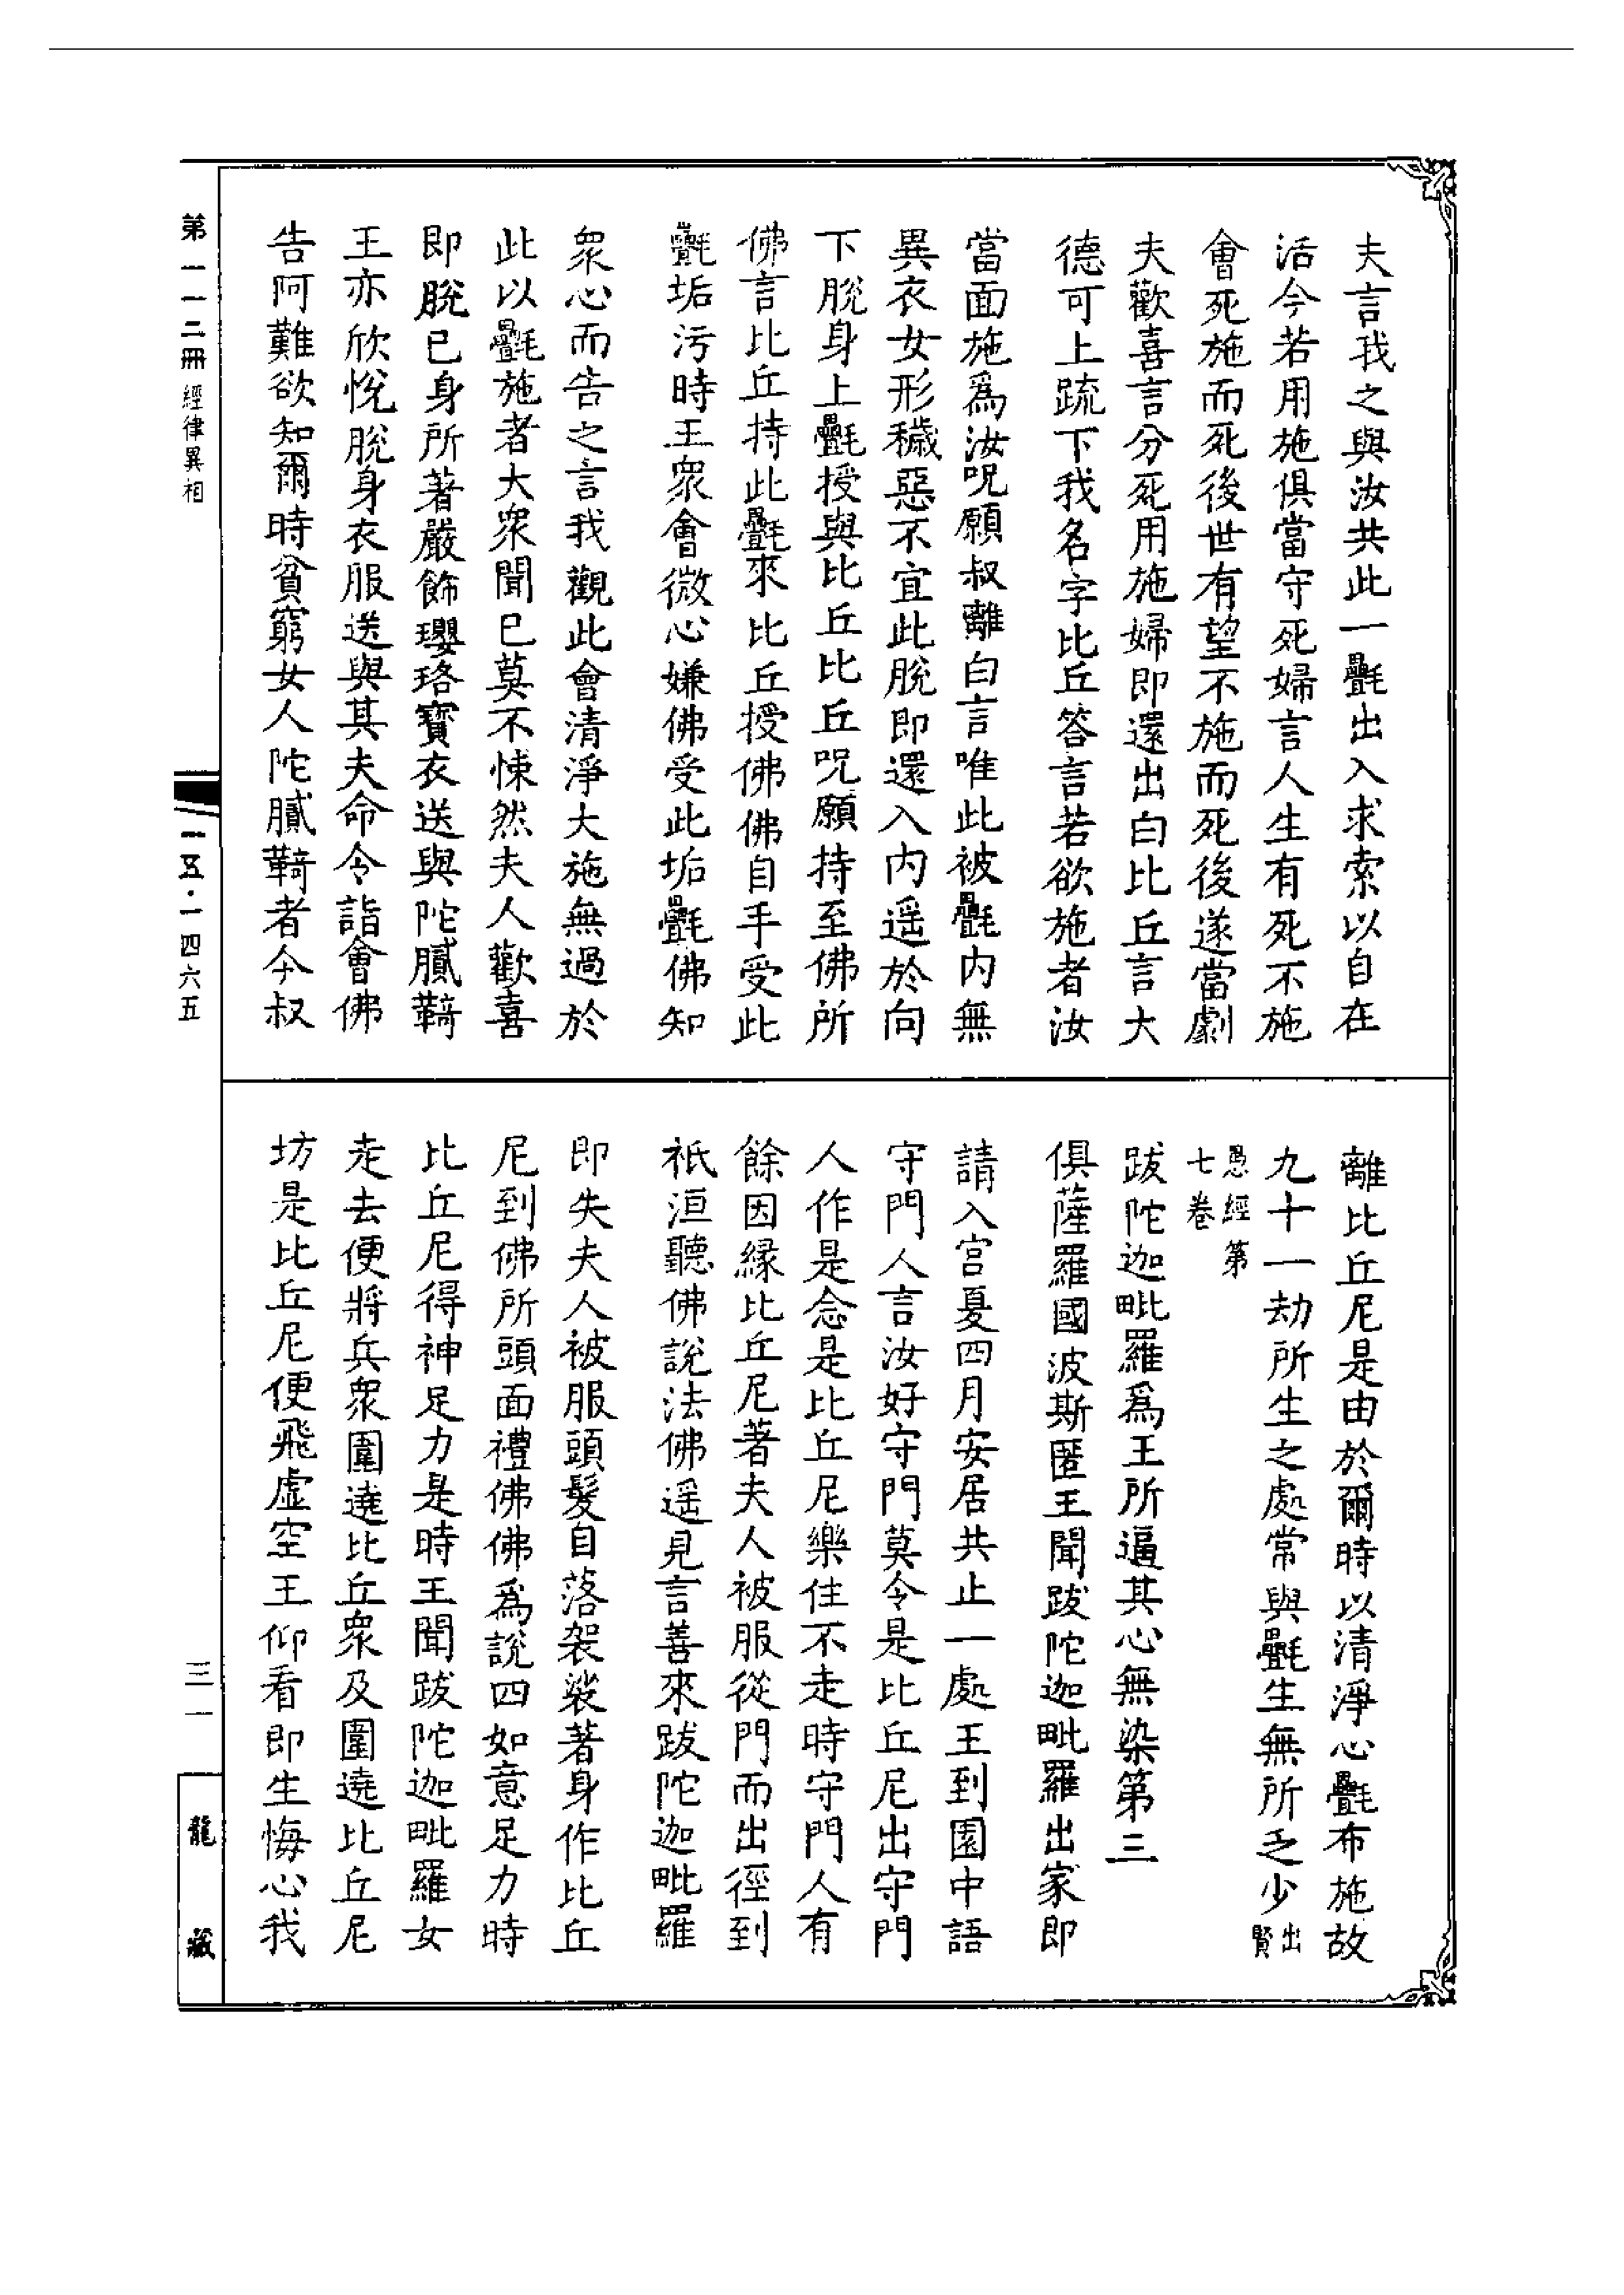 夫言我之與汝共此一㲲出入求索以自在
活今若用施俱當守死婦言人生有死不施
會死施而死後世有望不施而死後遂當劇
夫歡喜言分死用施婦即還出白比丘言大
德可上疏下我名字比丘答言若欲施者汝
當面施爲汝呪願叔離白言唯此被㲲內無
異衣女形穢惡不宜此脫即還入內遥於向
下脫身上㲲授與比丘比丘呪願持至佛所
佛言比丘持此㲲來比丘授佛佛自手受此
㲲垢污時王衆會微心嫌佛受此垢㲲佛知
衆心而告之言我觀此會清淨大施無過於
此以㲲施者大衆聞已莫不悚然夫人歡喜
即脫已身所著嚴飾瓔珞寳衣送與陀膩䩭
王亦欣悅脫身衣服送與其夫命令詣會佛
告阿難欲知爾時貧窮女人陀膩䩭者今叔
離比丘尼是由於爾時以清淨心㲲布施故
九十一劫所生之處常與㲲生無所乏少出賢
愚經第
七卷
跋陀迦毗羅爲王所逼其心無染第三
俱薩羅國波斯匿王聞跋陀迦毗羅出家即
請入宮夏四月安居共止一處王到園中語
守門人言汝好守門莫令是比丘尼出守門
人作是念是比丘尼樂住不走時守門人有
餘因緣比丘尼著夫人被服從門而出徑到
祇洹聽佛說法佛遥見言善來跋陀迦毗羅
即失夫人被服頭髮自落袈裟著身作比丘
尼到佛所頭面禮佛佛爲說四如意足力時
比丘尼得神足力是時王聞跋陀迦毗羅女
走去便將兵衆圍遶比丘衆及圍遶比丘尼
坊是比丘尼便飛虚空王仰看即生悔心我
第一一二冊 經律異相
一五·一四六五
三一
龍藏